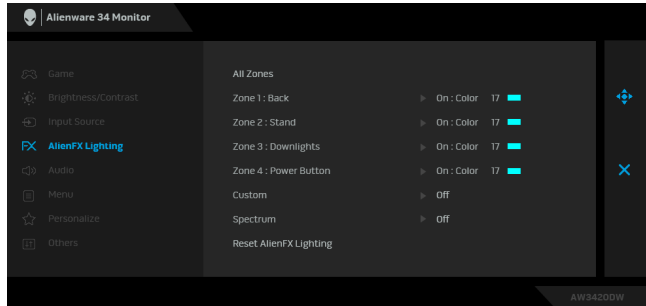 Alienware 34 Monitor
Game
Brightness/Contrast
Input Source
FX AlienFX Lighting
Audio
Menu
Personalize
Others
All Zones
Zone 1 : Back On : Color 17
Zone 2 : Stand On : Color 17
Zone 3 : Downlights On : Color 17
Zone 4 : Power Button On : Color 17
Custom Off
Spectrum Off
Reset AlienFX Lighting
AW3420DW